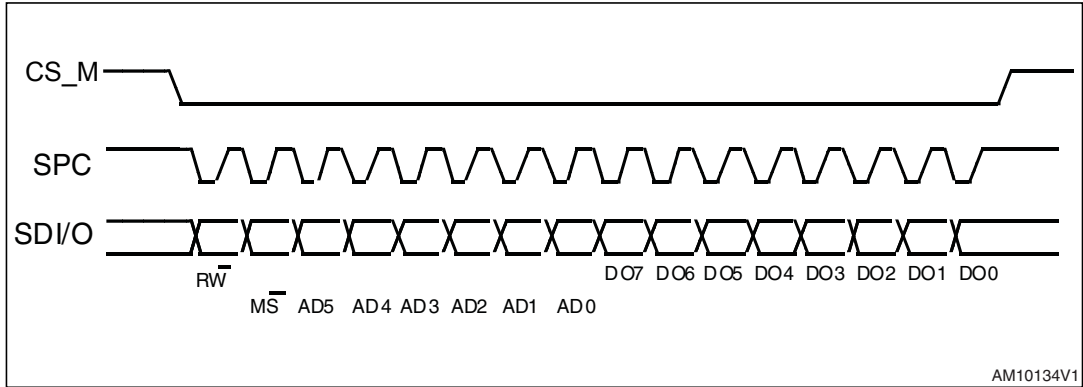 CS_M
SPC
SDI/O
RW DO7 DO6 DO5 DO4 DO3 DO2 DO1 DO0
MS AD5 AD4 AD3 AD2 AD1 AD0
AM10134V1